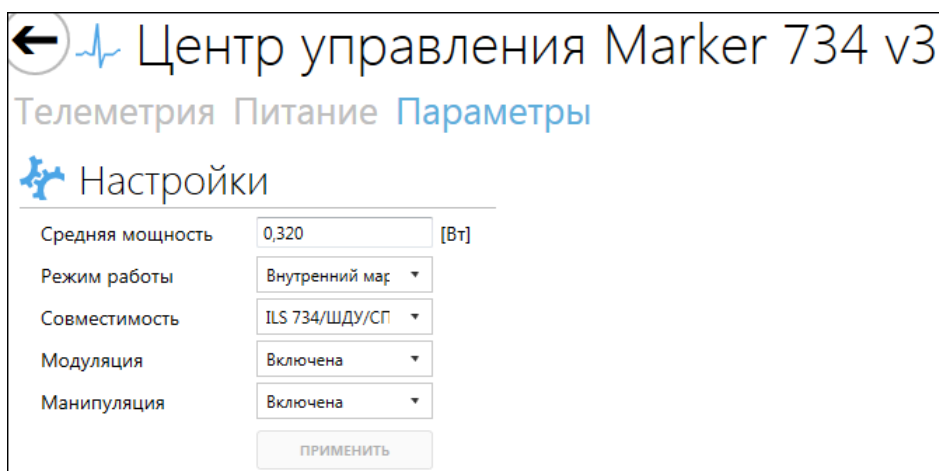 Центр управления Marker 734 v3
Телеметрия Питание Параметры
Настройки
Средняя мощность 0,320 [Вт]
Режим работы Внутренний мар
Совместимость ILS 734/ШДУ/СП
Модуляция Включена
Манипуляция Включена
ПРИМЕНИТЬ